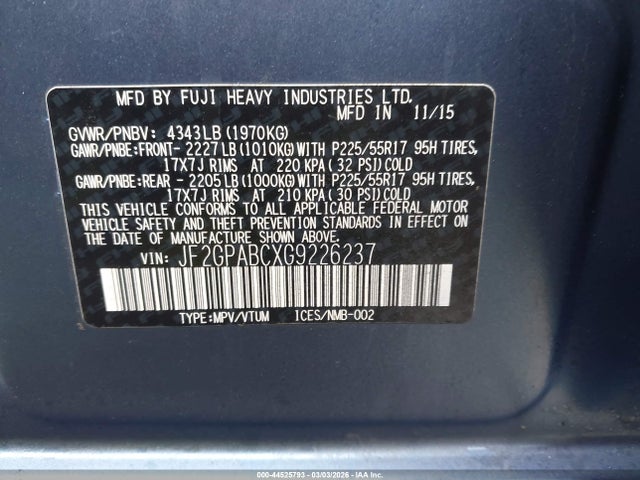 MFD BY FUJI HEAVY INDUSTRIES LTD.
MFD IN 11/15
GVWR/PNBV: 4343LB(1970KG)
GAWR/PNBE:FRONT- 2227LB(1010KG)WITH P225/55R17 95H TIRES,
17X7J RIMS AT 220 KPA(32 PSI)COLD
GAWR/PNBE:REAR - 2205LB(1000KG)WITH P225/55R17 95H TIRES,
17X7J RIMS AT 210 KPA(30 PSI)COLD
THIS VEHICLE CONFORMS TO ALL APPLICABLE FEDERAL MOTOR
VEHICLE SAFETY, BUMPER, AND THEFT PREVENTION STANDARDS
IN EFFECT ON THE DATE OF MANUFACTURE SHOWN ABOVE.
VIN: JF2GPABCXG9226237
TYPE:MPV/VTUM ICES/NMB-002
000-44525793 - 03/03/2026 - IAA